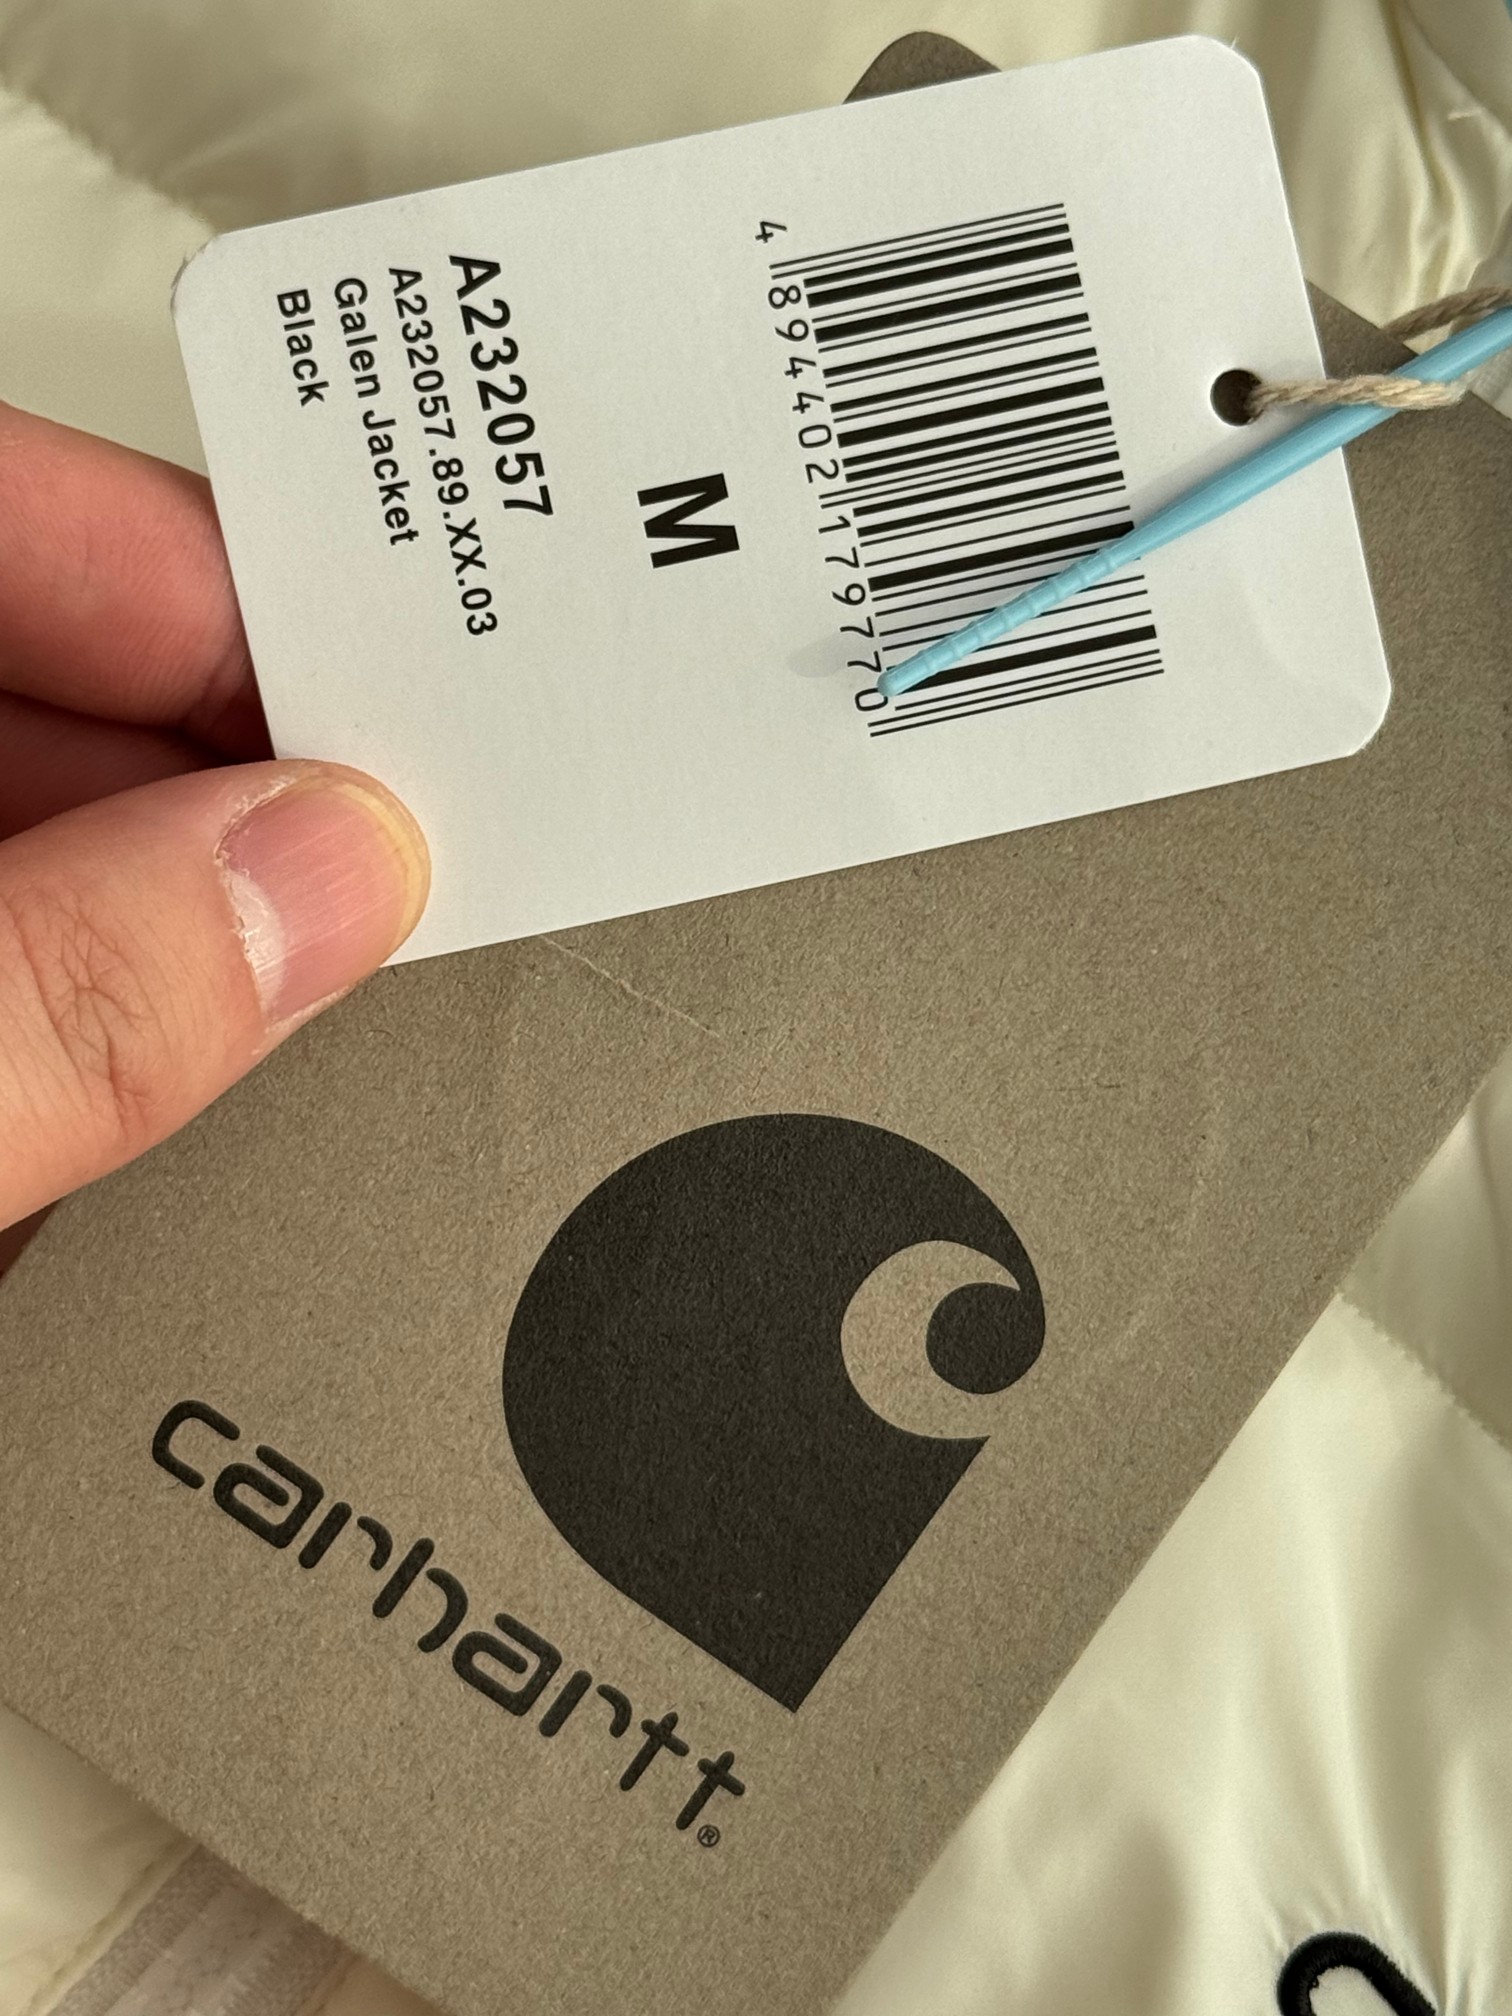 4 894402 179770
M
A232057
A232057.89.XX.03
Galen Jacket
Black
carhartt®